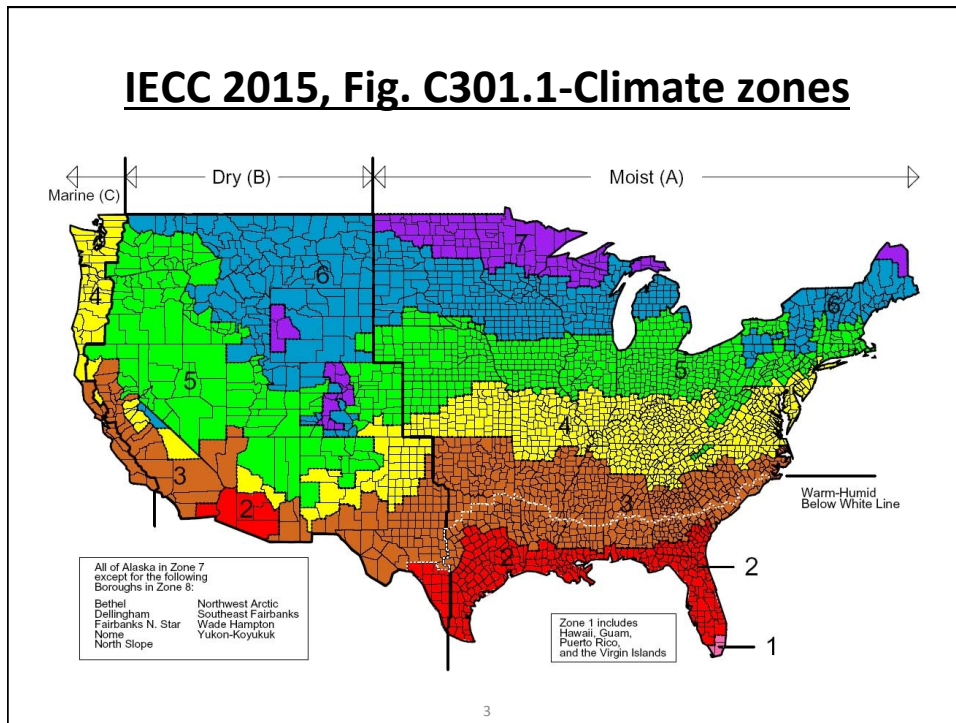 IECC 2015, Fig. C301.1-Climate zones
Marine (C)
Dry (B)
Moist (A)
7
6
6
4
5
5
4
3
3
2
2
Warm-Humid
Below White Line
2
1
All of Alaska in Zone 7
except for the following
Boroughs in Zone 8:
Bethel Northwest Arctic
Dellingham Southeast Fairbanks
Fairbanks N. Star Wade Hampton
Nome Yukon-Koyukuk
North Slope
Zone 1 includes
Hawaii, Guam,
Puerto Rico,
and the Virgin Islands
3